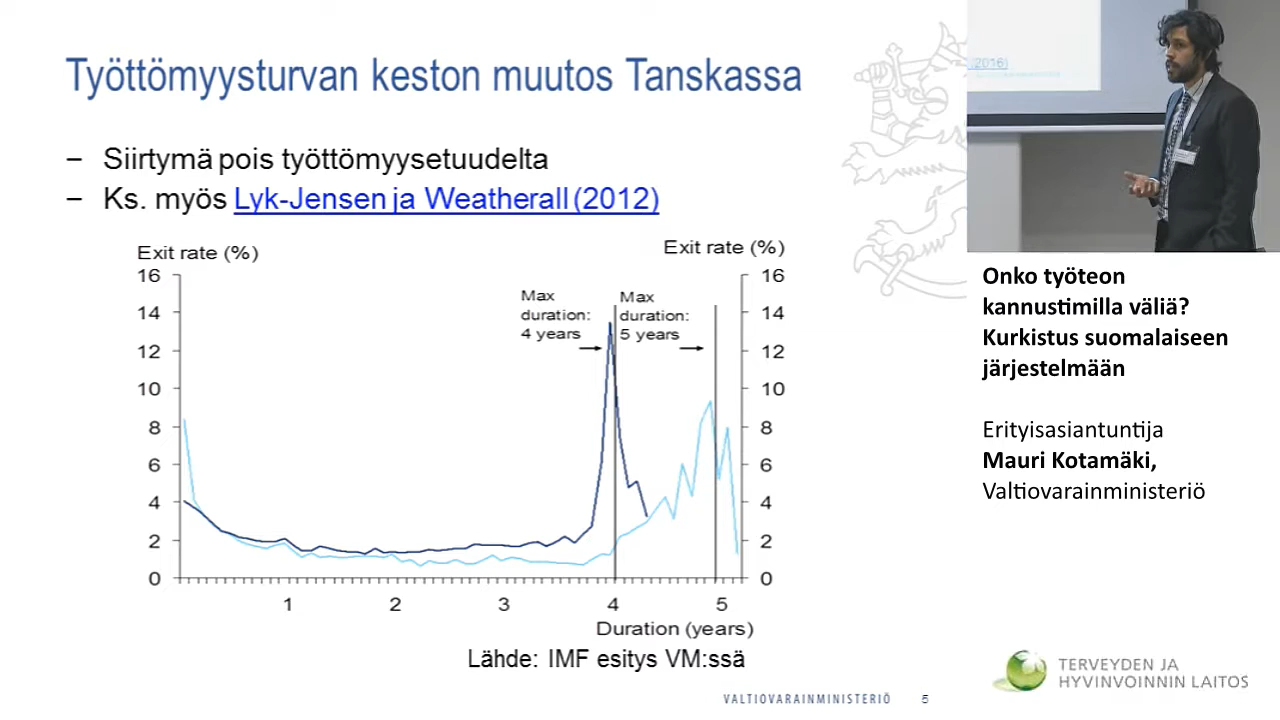 Työttömyysturvan keston muutos Tanskassa
– Siirtymä pois työttömyysetuudelta
– Ks. myös Lyk-Jensen ja Weatherall (2012)
Exit rate (%)
Exit rate (%)
16
14
12
10
8
6
4
2
0
Max
duration:
4 years
Max
duration:
5 years
16
14
12
10
8
6
4
2
0
1
2
3
4
5
Duration (years)
Lähde: IMF esitys VM:ssä
VALTIOVARAINMINISTERIÖ 5
2016)
Onko työteon
kannustimilla väliä?
Kurkistus suomalaiseen
järjestelmään
Erityisasiantuntija
Mauri Kotamäki,
Valtiovarainministeriö
TERVEYDEN JA
HYVINVOINNIN LAITOS